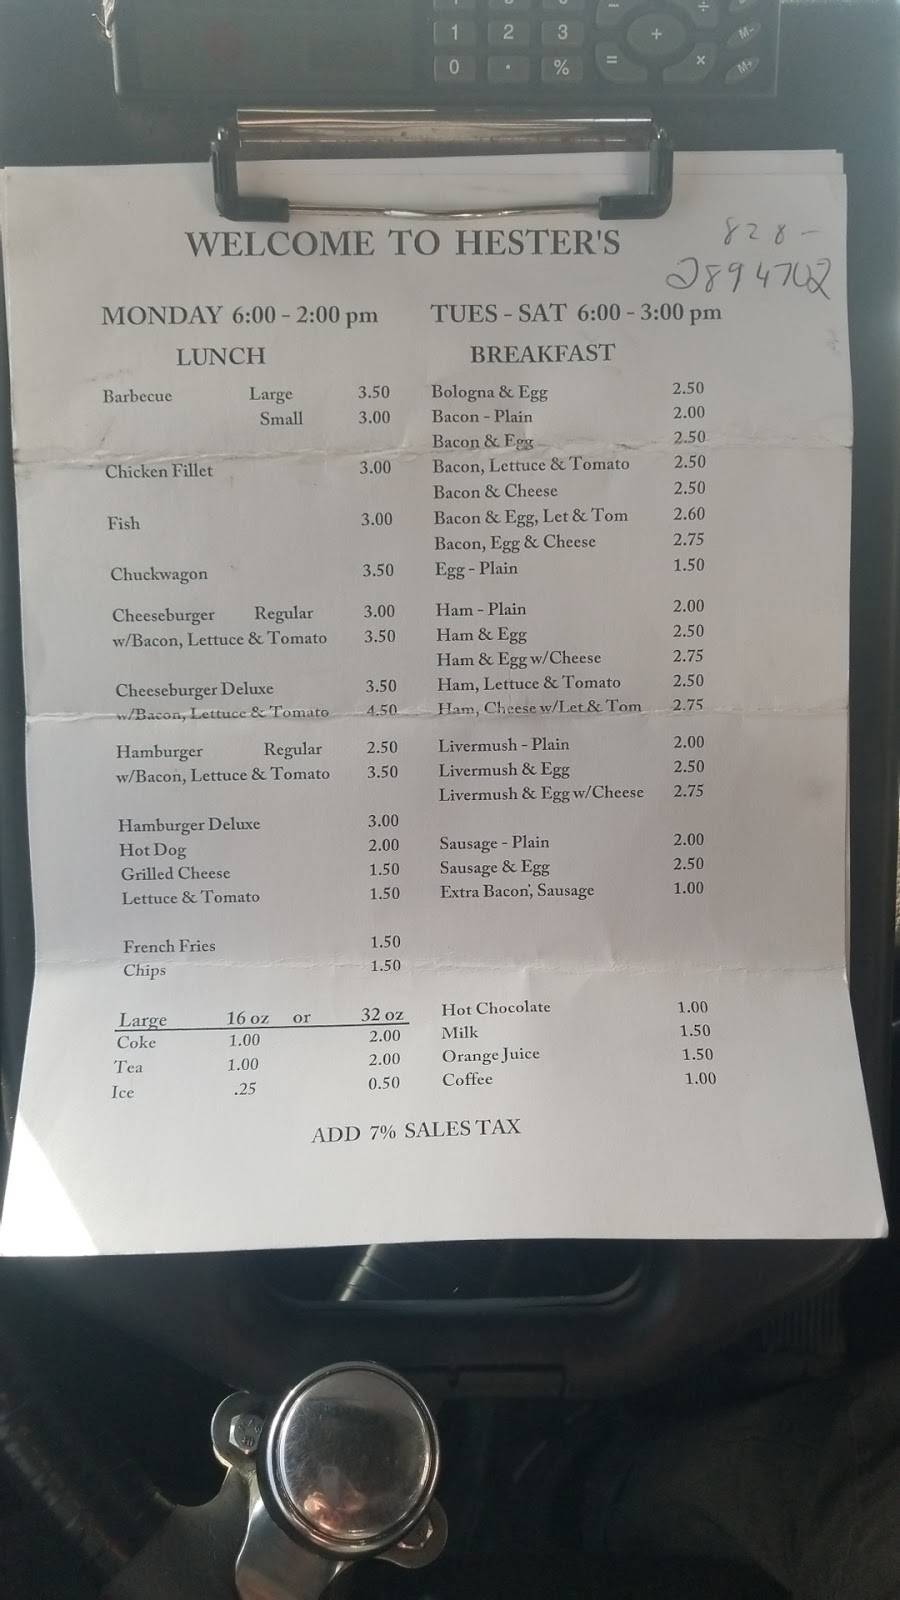 1 2 3 + M-
0 . % = × M+
WELCOME TO HESTER'S
828-
2894702
MONDAY 6:00 - 2:00 pm
LUNCH
Barbecue Large 3.50
Small 3.00
Chicken Fillet 3.00
Fish 3.00
Chuckwagon 3.50
Cheeseburger Regular 3.00
w/Bacon, Lettuce & Tomato 3.50
Cheeseburger Deluxe 3.50
w/Bacon, Lettuce & Tomato 4.50
Hamburger Regular 2.50
w/Bacon, Lettuce & Tomato 3.50
Hamburger Deluxe 3.00
Hot Dog 2.00
Grilled Cheese 1.50
Lettuce & Tomato 1.50
French Fries 1.50
Chips 1.50
Large 16 oz or 32 oz
Coke 1.00 2.00
Tea 1.00 2.00
Ice .25 0.50
TUES - SAT 6:00 - 3:00 pm
BREAKFAST
Bologna & Egg 2.50
Bacon - Plain 2.00
Bacon & Egg 2.50
Bacon, Lettuce & Tomato 2.50
Bacon & Cheese 2.50
Bacon & Egg, Let & Tom 2.60
Bacon, Egg & Cheese 2.75
Egg - Plain 1.50
Ham - Plain 2.00
Ham & Egg 2.50
Ham & Egg w/Cheese 2.75
Ham, Lettuce & Tomato 2.50
Ham, Cheese w/Let & Tom 2.75
Livermush - Plain 2.00
Livermush & Egg 2.50
Livermush & Egg w/Cheese 2.75
Sausage - Plain 2.00
Sausage & Egg 2.50
Extra Bacon, Sausage 1.00
Hot Chocolate 1.00
Milk 1.50
Orange Juice 1.50
Coffee 1.00
ADD 7% SALES TAX